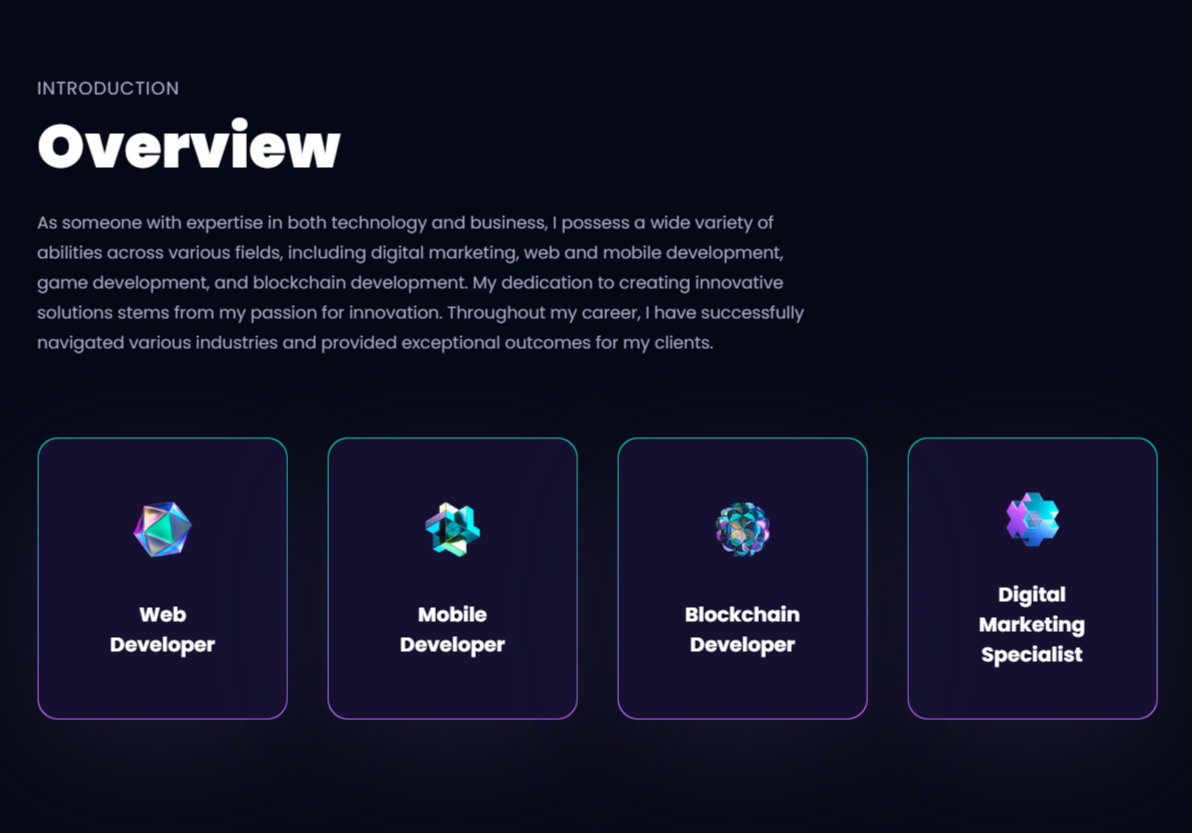 INTRODUCTION
Overview
As someone with expertise in both technology and business, I possess a wide variety of
abilities across various fields, including digital marketing, web and mobile development,
game development, and blockchain development. My dedication to creating innovative
solutions stems from my passion for innovation. Throughout my career, I have successfully
navigated various industries and provided exceptional outcomes for my clients.
Web
Developer
Mobile
Developer
Blockchain
Developer
Digital
Marketing
Specialist